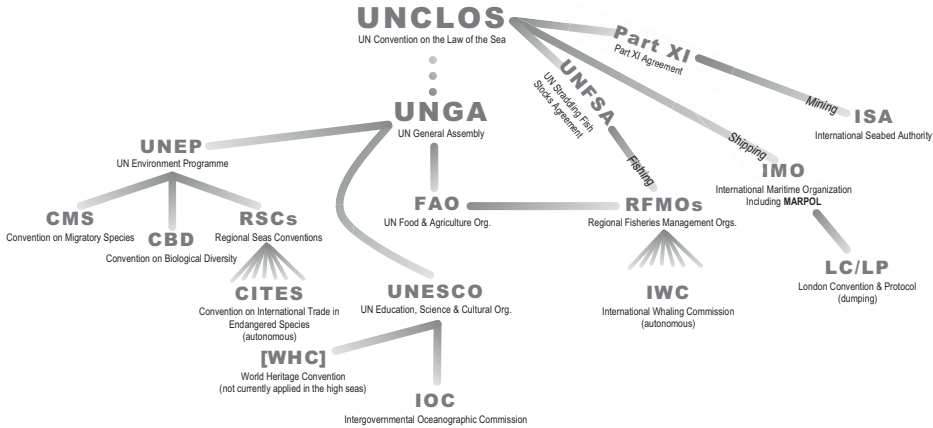 UNCLOS
UN Convention on the Law of the Sea
Part XI
Part XI Agreement
UNFSA
UN Stradding Fish
Stocks Agreement
Mining
ISA
International Seabed Authority
UNGA
UN General Assembly
Shipping
UNEP
UN Environment Programme
Fishing
IMO
International Maritime Organization
Including MARPOL
CMS
Convention on Migratory Species
CBD
Convention on Biological Diversity
RSCs
Regional Seas Conventions
FAO
UN Food & Agriculture Org.
RFMOs
Regional Fisheries Management Orgs.
LC/LP
London Convention & Protocol
(dumping)
CITES
Convention on International Trade in
Endangered Species
(autonomous)
UNESCO
UN Education, Science & Cultural Org.
IWC
International Whaling Commission
(autonomous)
[WHC]
World Heritage Convention
(not currently applied in the high seas)
IOC
Intergovernmental Oceanographic Commission